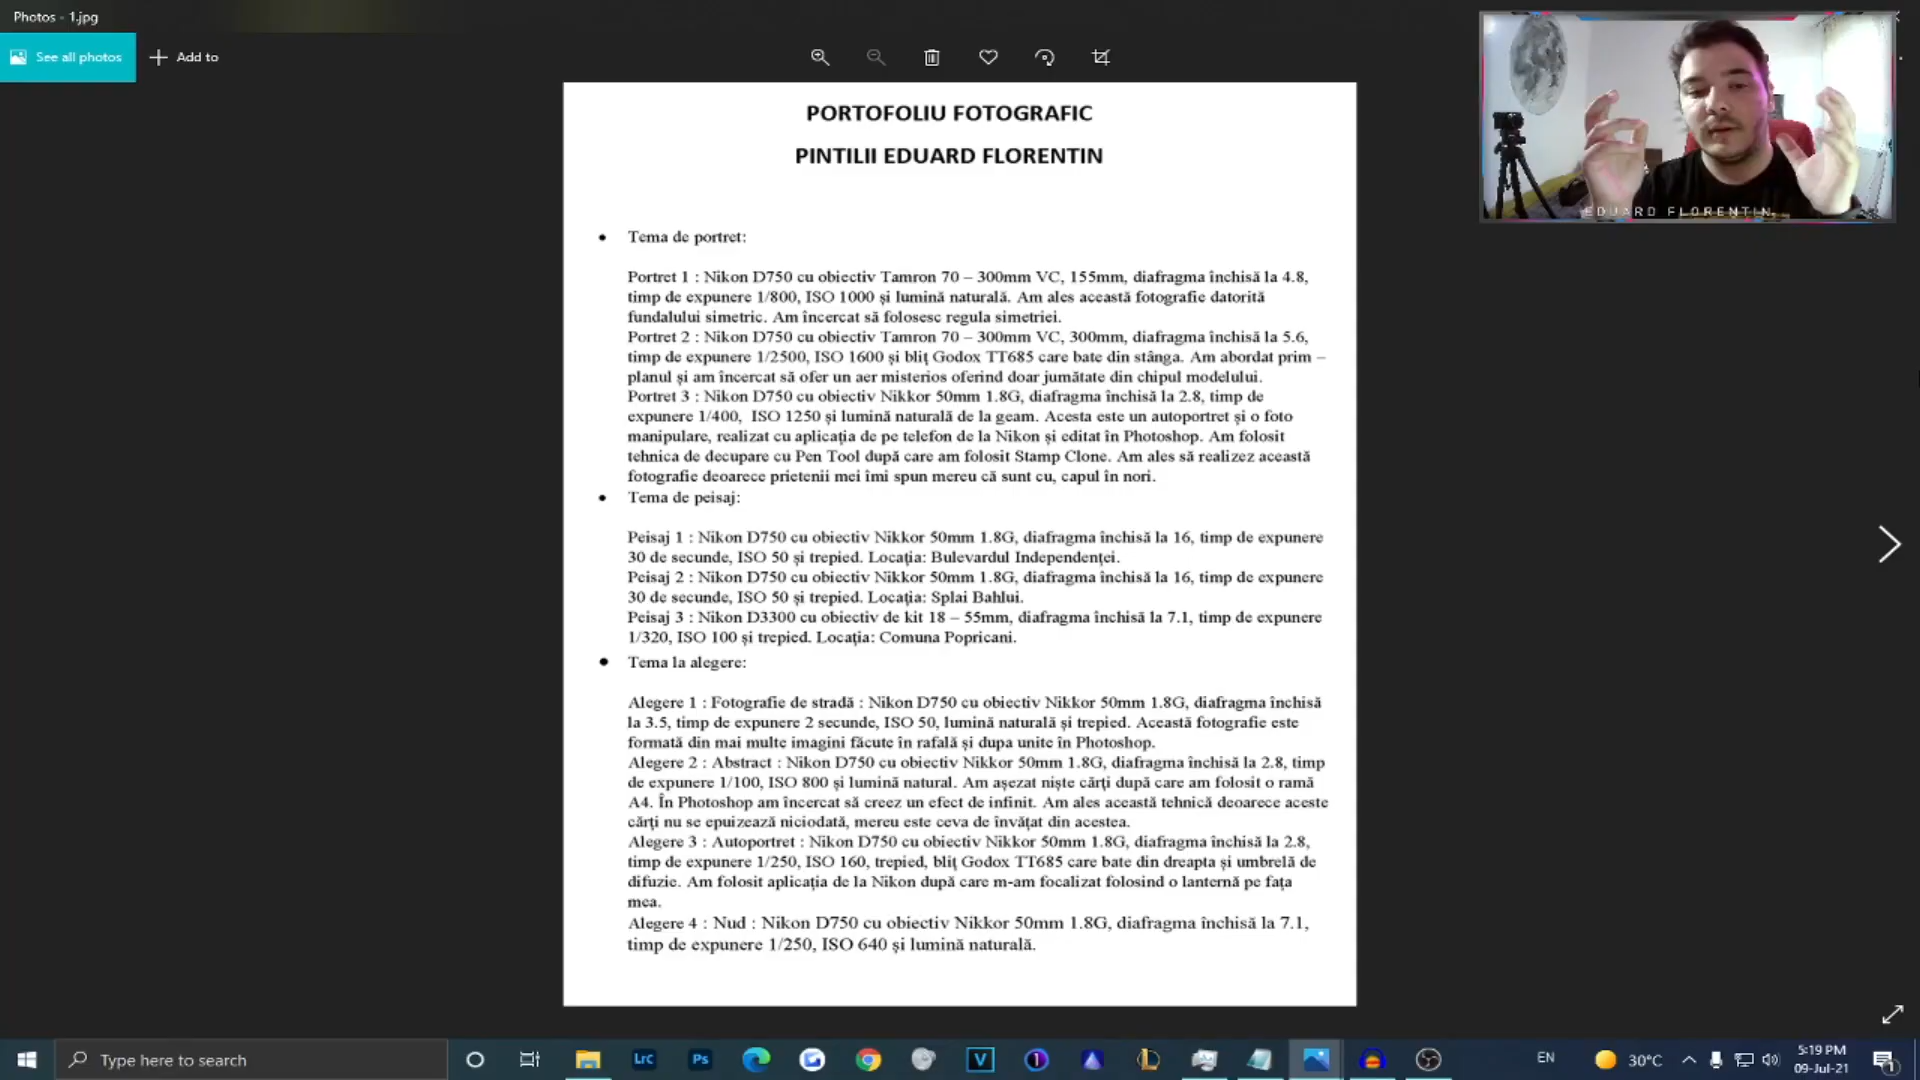 Photos - 1.jpg
See all photos
Add to
EDUARD FLORENTIN
PORTOFOLIU FOTOGRAFIC
PINTILII EDUARD FLORENTIN
• Tema de portret:
Portret 1 : Nikon D750 cu obiectiv Tamron 70 – 300mm VC, 155mm, diafragma închisă la 4.8,
timp de expunere 1/800, ISO 1000 și lumină naturală. Am ales această fotografie datorită
fundalului simetric. Am încercat să folosesc regula simetriei.
Portret 2 : Nikon D750 cu obiectiv Tamron 70 – 300mm VC, 300mm, diafragma închisă la 5.6,
timp de expunere 1/2500, ISO 1600 și bliț Godox TT685 care bate din stânga. Am abordat prim –
planul și am încercat să ofer un aer misterios oferind doar jumătate din chipul modelului.
Portret 3 : Nikon D750 cu obiectiv Nikkor 50mm 1.8G, diafragma închisă la 2.8, timp de
expunere 1/400, ISO 1250 și lumină naturală de la geam. Acesta este un autoportret și o foto
manipulare, realizat cu aplicația de pe telefon de la Nikon și editat în Photoshop. Am folosit
tehnica de decupare cu Pen Tool după care am folosit Stamp Clone. Am ales să realizez această
fotografie deoarece prietenii mei îmi spun mereu că sunt cu, capul în nori.
• Tema de peisaj:
Peisaj 1 : Nikon D750 cu obiectiv Nikkor 50mm 1.8G, diafragma închisă la 16, timp de expunere
30 de secunde, ISO 50 și trepied. Locația: Bulevardul Independenței.
Peisaj 2 : Nikon D750 cu obiectiv Nikkor 50mm 1.8G, diafragma închisă la 16, timp de expunere
30 de secunde, ISO 50 și trepied. Locația: Splai Bahlui.
Peisaj 3 : Nikon D3300 cu obiectiv de kit 18 – 55mm, diafragma închisă la 7.1, timp de expunere
1/320, ISO 100 și trepied. Locația: Comuna Popricani.
• Tema la alegere:
Alegere 1 : Fotografie de stradă : Nikon D750 cu obiectiv Nikkor 50mm 1.8G, diafragma închisă
la 3.5, timp de expunere 2 secunde, ISO 50, lumină naturală și trepied. Această fotografie este
formată din mai multe imagini făcute în rafală și dupa unite în Photoshop.
Alegere 2 : Abstract : Nikon D750 cu obiectiv Nikkor 50mm 1.8G, diafragma închisă la 2.8, timp
de expunere 1/100, ISO 800 și lumină natural. Am așezat niște cărți după care am folosit o ramă
A4. În Photoshop am încercat să creez un efect de infinit. Am ales această tehnică deoarece aceste
cărți nu se epuizează niciodată, mereu este ceva de învățat din acestea.
Alegere 3 : Autoportret : Nikon D750 cu obiectiv Nikkor 50mm 1.8G, diafragma închisă la 2.8,
timp de expunere 1/250, ISO 160, trepied, bliț Godox TT685 care bate din dreapta și umbrelă de
difuzie. Am folosit aplicația de la Nikon după care m-am focalizat folosind o lanternă pe fața
mea.
Alegere 4 : Nud : Nikon D750 cu obiectiv Nikkor 50mm 1.8G, diafragma închisă la 7.1,
timp de expunere 1/250, ISO 640 și lumină naturală.
Type here to search
LrC
Ps
V
1
EN
30°C
5:19 PM
09-Jul-21
1